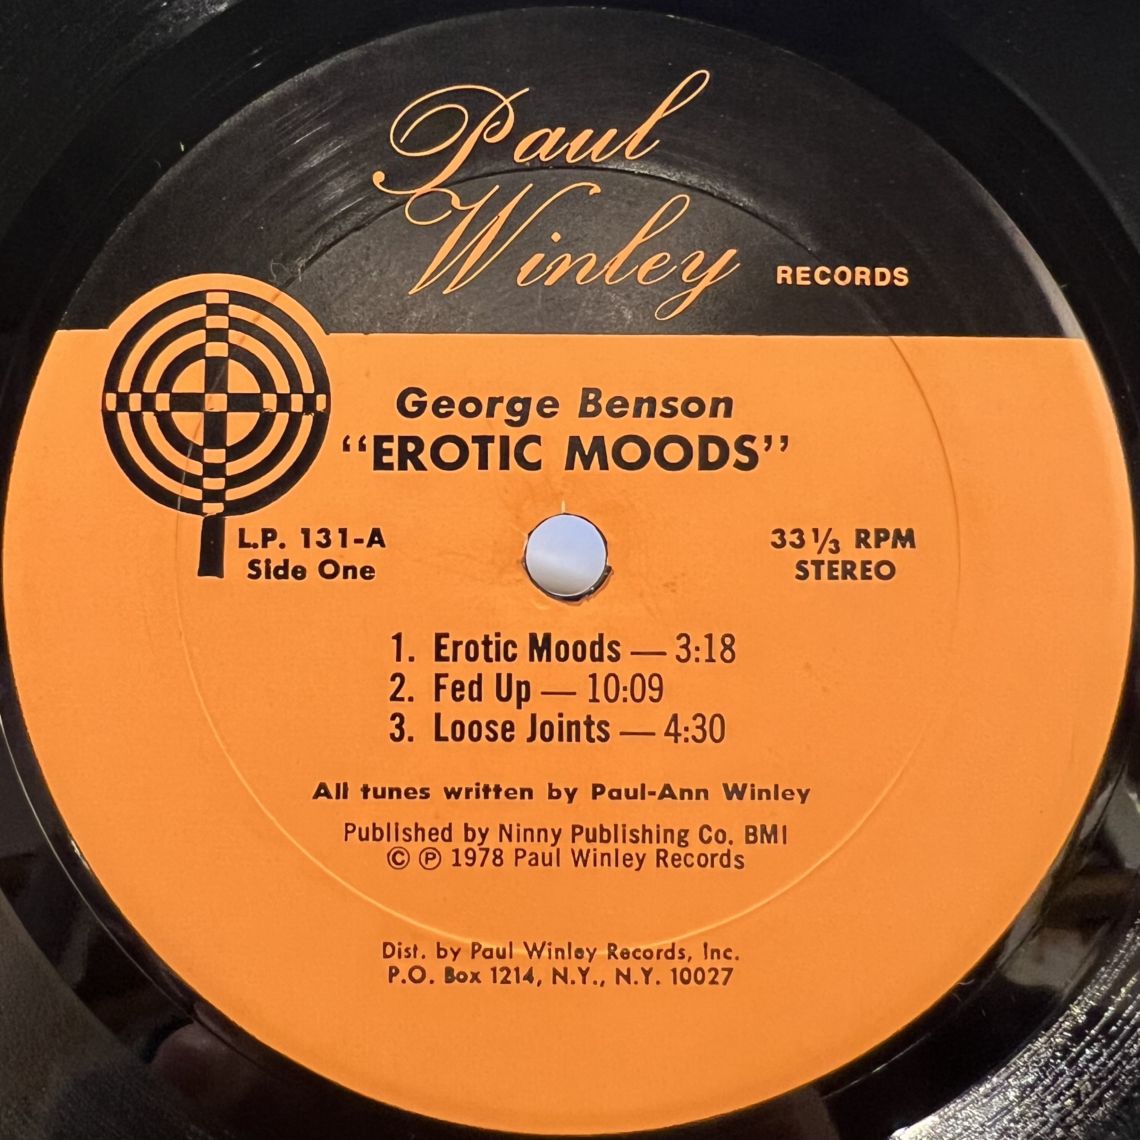 Paul
Winley RECORDS
George Benson
“EROTIC MOODS”
L.P. 131-A
Side One
33 1/3 RPM
STEREO
1. Erotic Moods — 3:18
2. Fed Up — 10:09
3. Loose Joints — 4:30
All tunes written by Paul-Ann Winley
Published by Ninny Publishing Co. BMI
© ℗ 1978 Paul Winley Records
Dist. by Paul Winley Records, Inc.
P.O. Box 1214, N.Y., N.Y. 10027